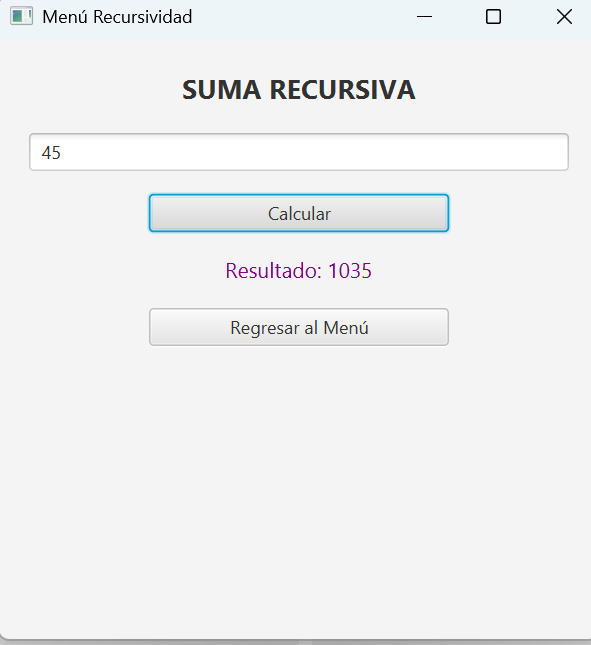 Menú Recursividad
SUMA RECURSIVA
45
Calcular
Resultado: 1035
Regresar al Menú